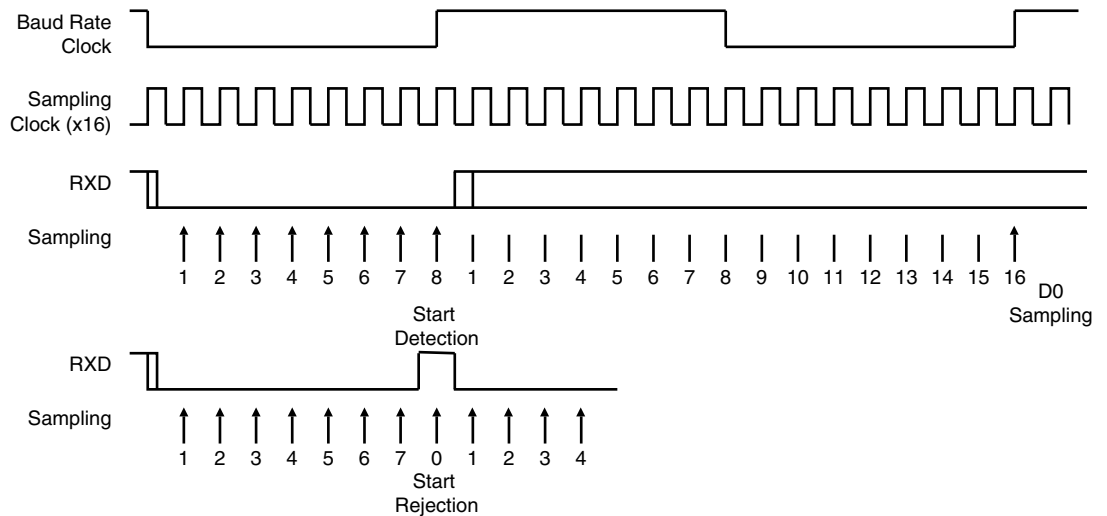 Baud Rate
Clock
Sampling
Clock (x16)
RXD
Sampling
1 2 3 4 5 6 7 8 1 2 3 4 5 6 7 8 9 10 11 12 13 14 15 16
D0
Sampling
Start
Detection
RXD
Sampling
1 2 3 4 5 6 7 0 1 2 3 4
Start
Rejection